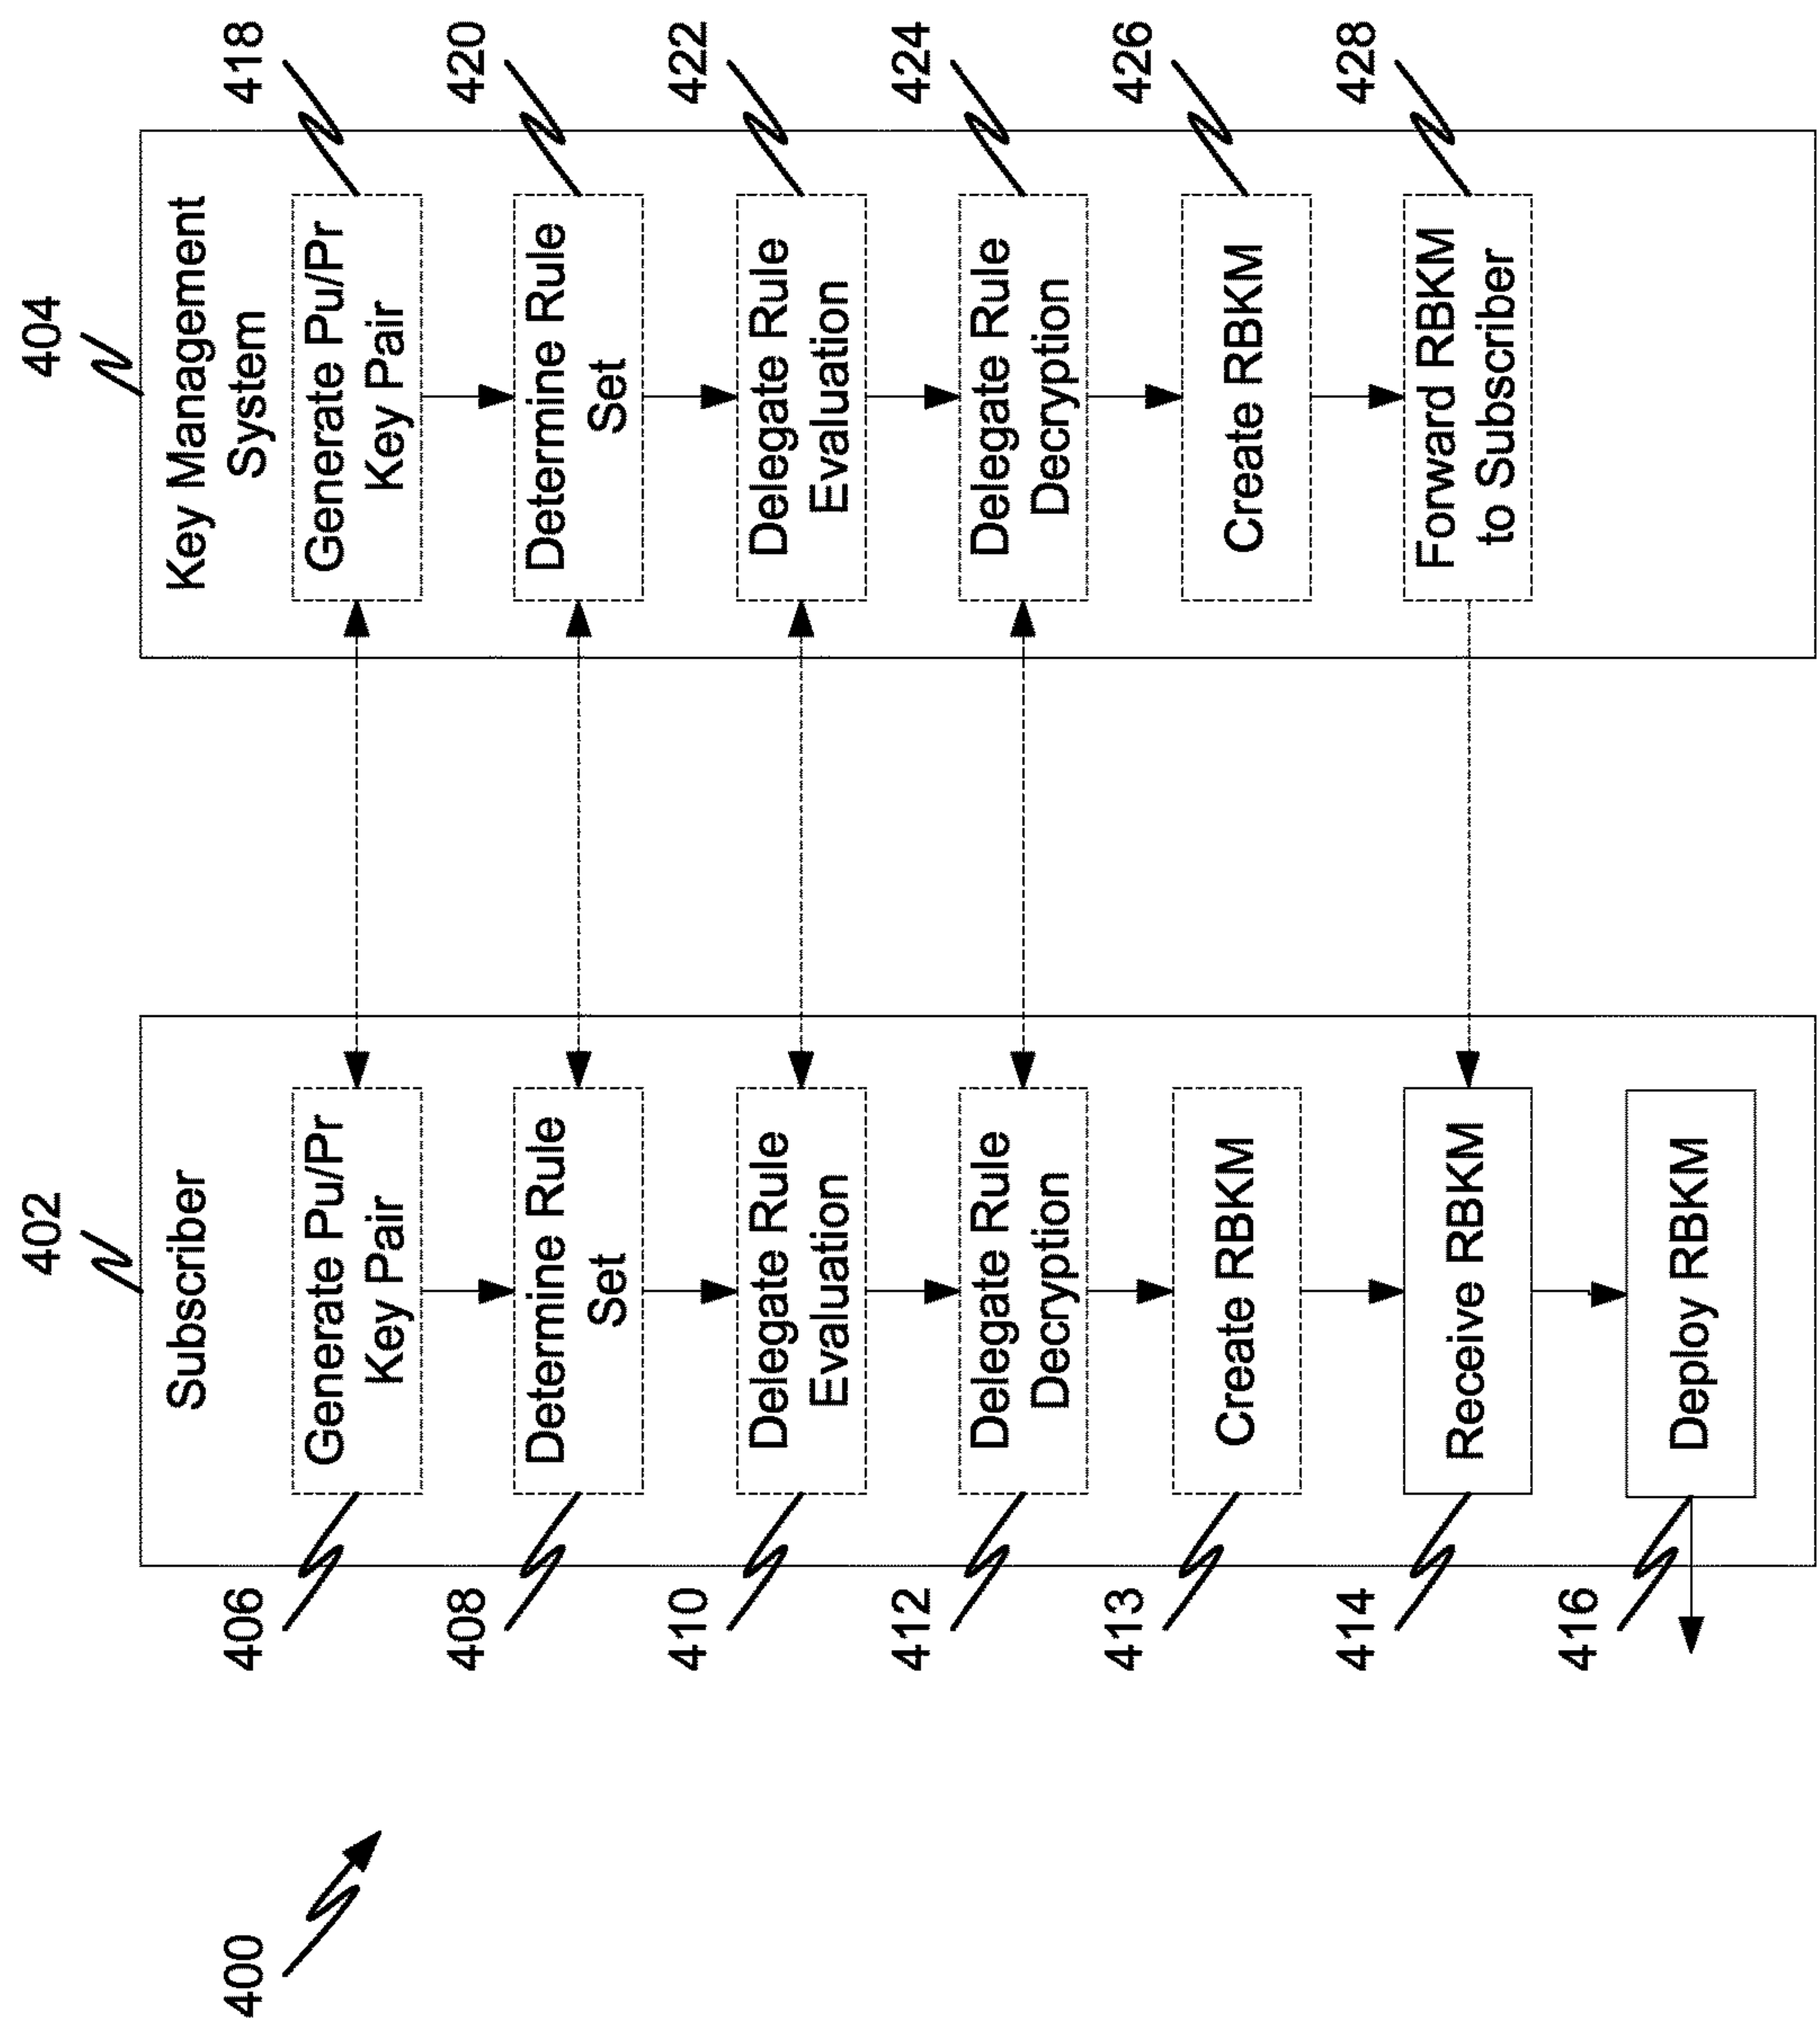 400
402
Subscriber
406
Generate Pu/Pr
Key Pair
408
Determine Rule
Set
410
Delegate Rule
Evaluation
412
Delegate Rule
Decryption
413
Create RBKM
414
Receive RBKM
416
Deploy RBKM
404
Key Management
System
Generate Pu/Pr
Key Pair
418
Determine Rule
Set
420
Delegate Rule
Evaluation
422
Delegate Rule
Decryption
424
Create RBKM
426
Forward RBKM
to Subscriber
428